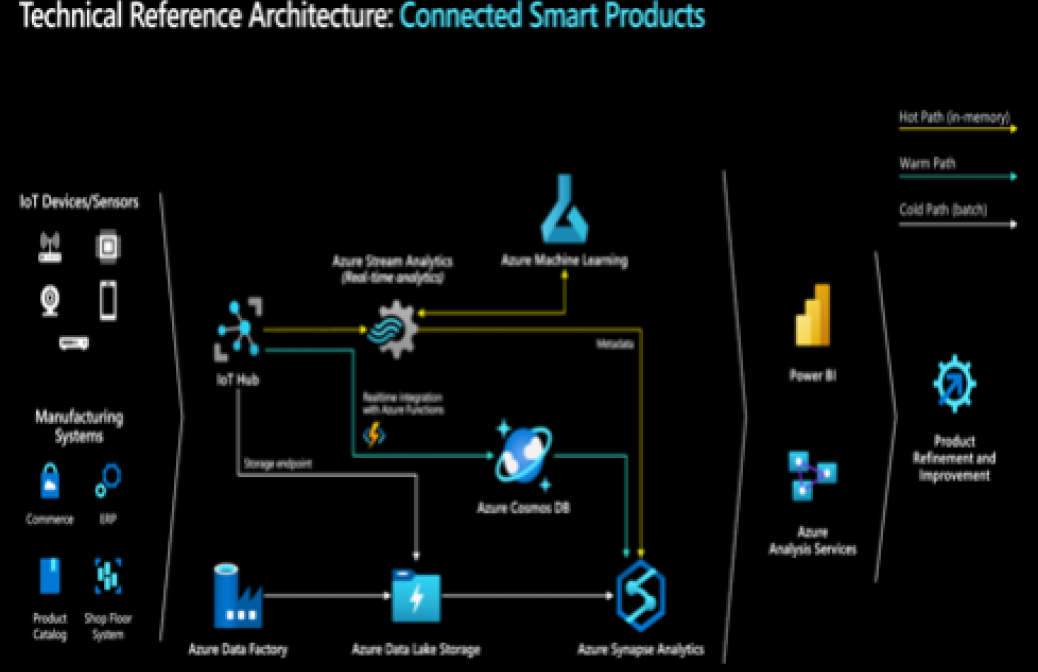 Technical Reference Architecture: Connected Smart Products
Hot Path (in-memory)
Warm Path
Cold Path (batch)
IoT Devices/Sensors
Azure Stream Analytics
(Real-time analytics)
Azure Machine Learning
IoT Hub
Metadata
Power BI
Manufacturing
Systems
Realtime integration
with Azure Functions
Storage endpoint
Azure Cosmos DB
Product
Refinement and
Improvement
Commerce
ERP
Azure
Analysis Services
Product
Catalog
Shop Floor
System
Azure Data Factory
Azure Data Lake Storage
Azure Synapse Analytics